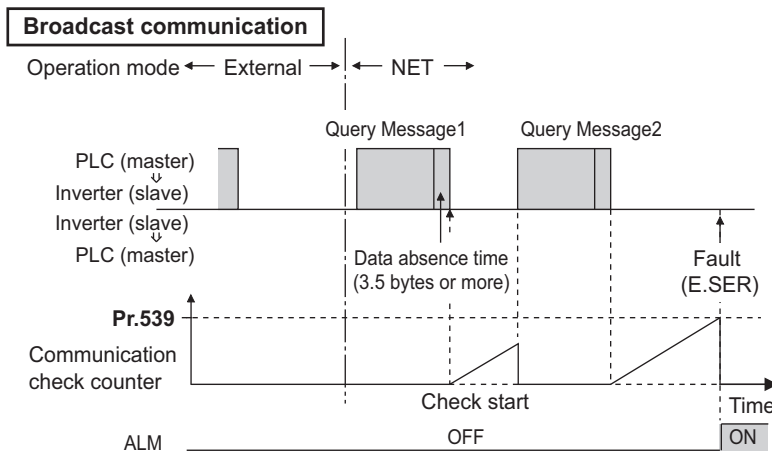 Broadcast communication
Operation mode External NET
Query Message1 Query Message2
PLC (master)
⇓
Inverter (slave)
Inverter (slave)
⇓
PLC (master)
Data absence time
(3.5 bytes or more)
Fault
(E.SER)
Pr.539
Communication
check counter
Check start
Time
ALM OFF ON